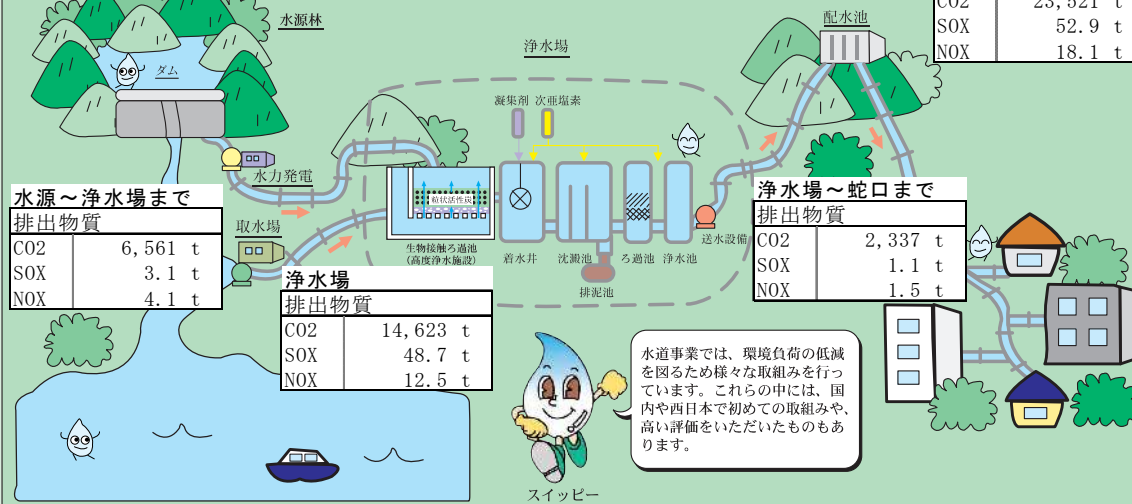 水源林
ダム
水力発電
取水場
浄水場
凝集剤 次亜塩素
粒状活性炭
生物接触ろ過池
(高度浄水施設)
着水井
沈澱池
ろ過池
浄水池
排泥池
送水設備
配水池
CO2 23,521 t
SOX 52.9 t
NOX 18.1 t
水源~浄水場まで
排出物質
CO2 6,561 t
SOX 3.1 t
NOX 4.1 t
浄水場
排出物質
CO2 14,623 t
SOX 48.7 t
NOX 12.5 t
浄水場~蛇口まで
排出物質
CO2 2,337 t
SOX 1.1 t
NOX 1.5 t
水道事業では、環境負荷の低減
を図るため様々な取組みを行っ
ています。これらの中には、国
内や西日本で初めての取組みや、
高い評価をいただいたものもあ
ります。
スイッピー